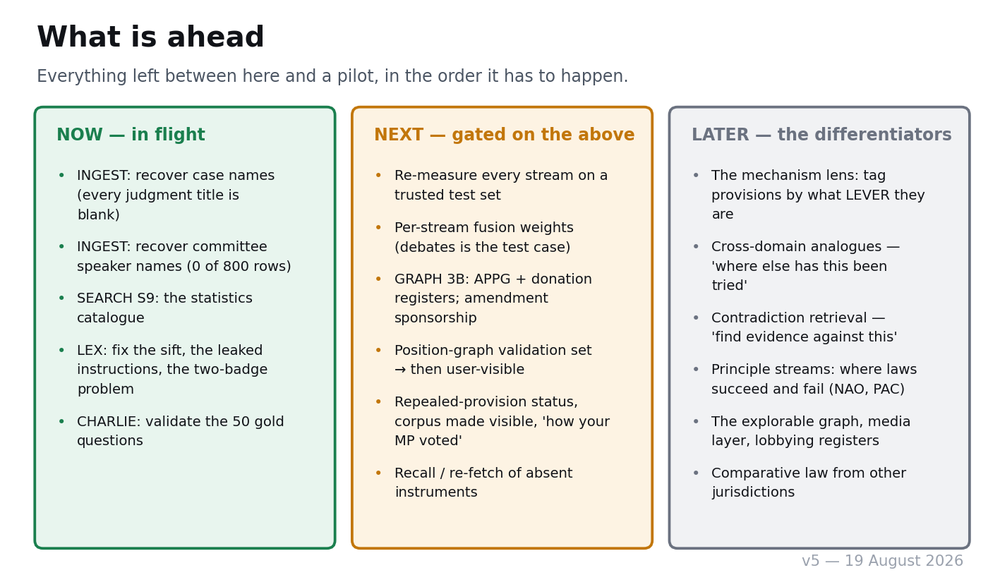 What is ahead
Everything left between here and a pilot, in the order it has to happen.
NOW — in flight
• INGEST: recover case names
(every judgment title is
blank)
• INGEST: recover committee
speaker names (0 of 800 rows)
• SEARCH S9: the statistics
catalogue
• LEX: fix the sift, the leaked
instructions, the two-badge
problem
• CHARLIE: validate the 50 gold
questions
NEXT — gated on the above
• Re-measure every stream on a
trusted test set
• Per-stream fusion weights
(debates is the test case)
• GRAPH 3B: APPG + donation
registers; amendment
sponsorship
• Position-graph validation set
→ then user-visible
• Repealed-provision status,
corpus made visible, 'how your
MP voted'
• Recall / re-fetch of absent
instruments
LATER — the differentiators
• The mechanism lens: tag
provisions by what LEVER they
are
• Cross-domain analogues —
'where else has this been
tried'
• Contradiction retrieval —
'find evidence against this'
• Principle streams: where laws
succeed and fail (NAO, PAC)
• The explorable graph, media
layer, lobbying registers
• Comparative law from other
jurisdictions
v5 — 19 August 2026